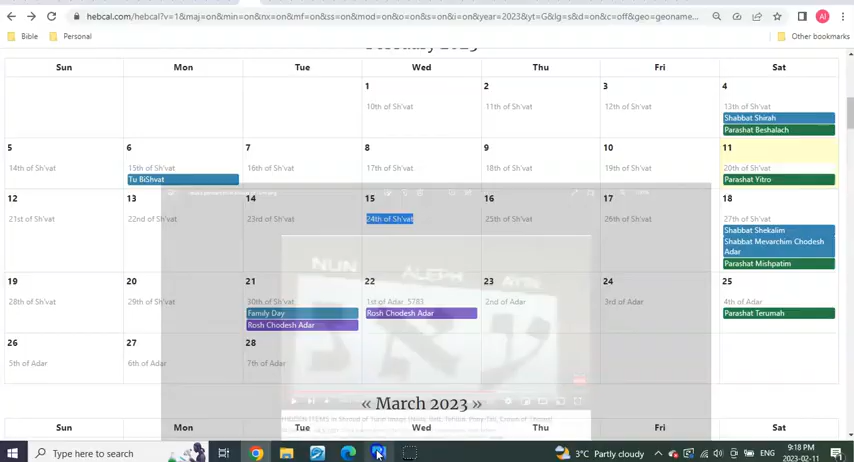 hebcal.com/hebcal?v=1&maj=on&min=on&nx=on&mf=on&ss=on&mod=on&o=on&s=on&i=on&year=2023&yt=G&lg=s&d=on&c=off&geo=geoname...
AI
Bible
Personal
Other bookmarks
February 2023
Sun Mon Tue Wed Thu Fri Sat
1 2 3 4
10th of Sh'vat 11th of Sh'vat 12th of Sh'vat 13th of Sh'vat
Shabbat Shirah
Parashat Beshalach
5 6 7 8 9 10 11
14th of Sh'vat 15th of Sh'vat 16th of Sh'vat 17th of Sh'vat 18th of Sh'vat 19th of Sh'vat 20th of Sh'vat
Tu BiShvat Parashat Yitro
12 13 14 15 16 17 18
21st of Sh'vat 22nd of Sh'vat 23rd of Sh'vat 24th of Sh'vat 25th of Sh'vat 26th of Sh'vat 27th of Sh'vat
Shabbat Shekalim
Shabbat Mevarchim Chodesh
Adar
Parashat Mishpatim
NUN ALEPH AYIN
19 20 21 22 23 24 25
28th of Sh'vat 29th of Sh'vat 30th of Sh'vat 1st of Adar, 5783 2nd of Adar 3rd of Adar 4th of Adar
Family Day Rosh Chodesh Adar Parashat Terumah
Rosh Chodesh Adar
26 27 28
5th of Adar 6th of Adar 7th of Adar
« March 2023 »
Sun Mon Tue Wed Thu Fri Sat
Type here to search
3°C Partly cloudy
ENG
9:18 PM
2023-02-11